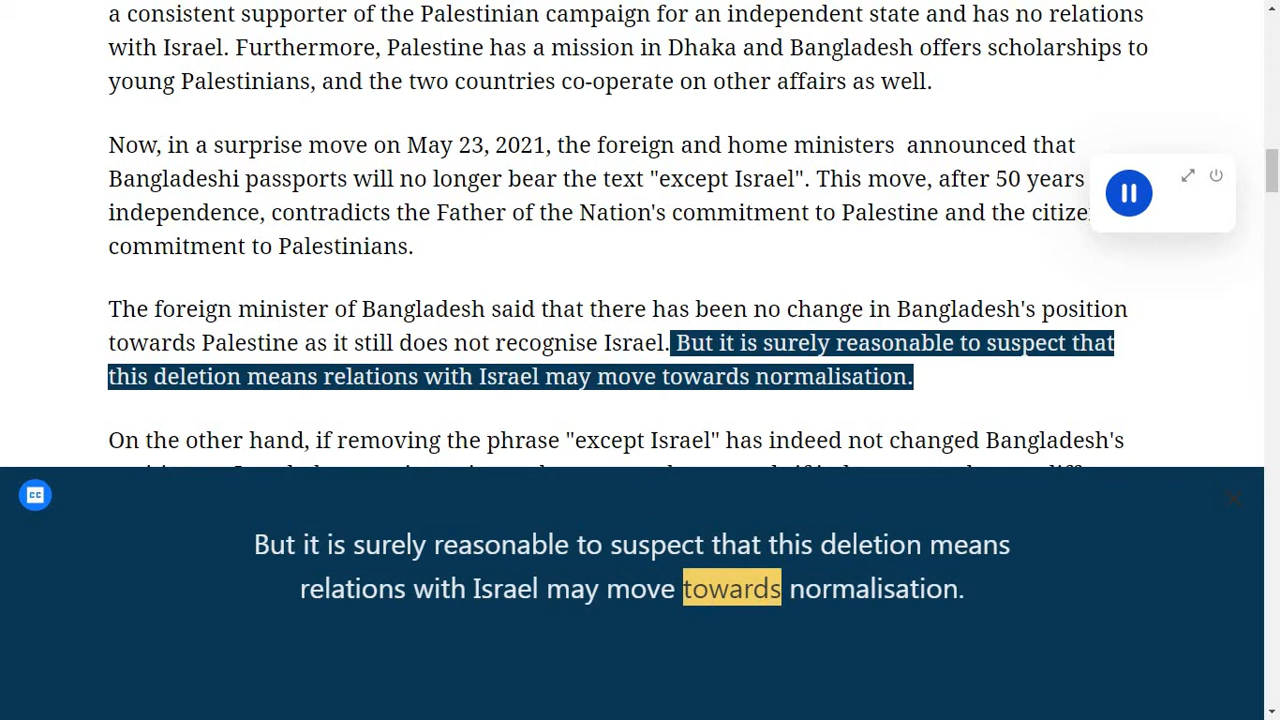 a consistent supporter of the Palestinian campaign for an independent state and has no relations
with Israel. Furthermore, Palestine has a mission in Dhaka and Bangladesh offers scholarships to
young Palestinians, and the two countries co-operate on other affairs as well.
Now, in a surprise move on May 23, 2021, the foreign and home ministers announced that
Bangladeshi passports will no longer bear the text "except Israel". This move, after 50 years
independence, contradicts the Father of the Nation's commitment to Palestine and the
commitment to Palestinians.
The foreign minister of Bangladesh said that there has been no change in Bangladesh's position
towards Palestine as it still does not recognise Israel. But it is surely reasonable to suspect that
this deletion means relations with Israel may move towards normalisation.
On the other hand, if removing the phrase "except Israel" has indeed not changed Bangladesh's
CC
But it is surely reasonable to suspect that this deletion means
relations with Israel may move towards normalisation.